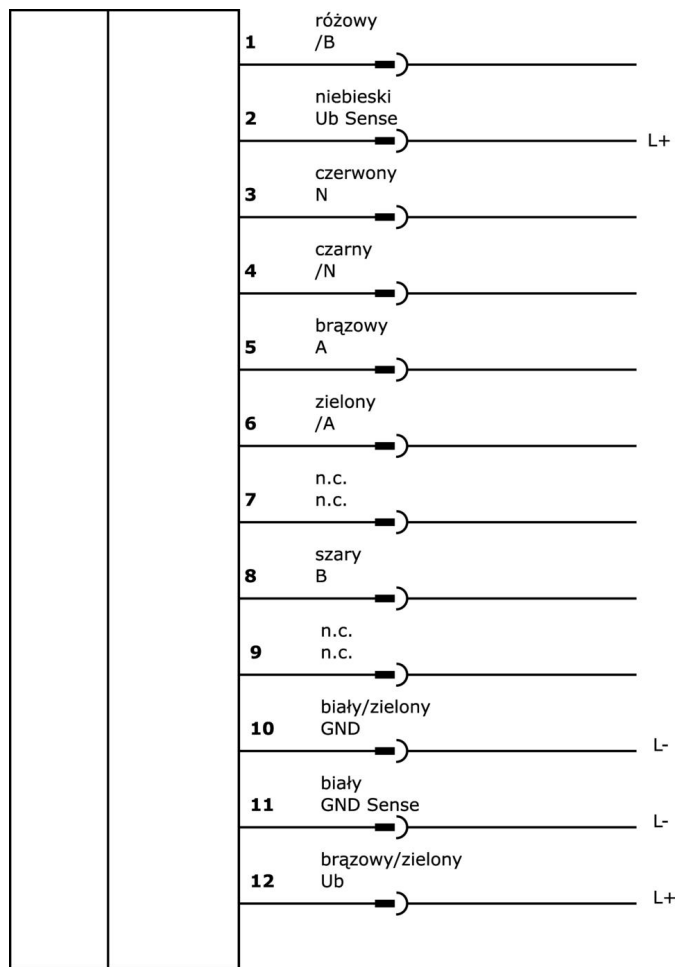 różowy
1 /B
niebieski
2 Ub Sense
L+
czerwony
3 N
czarny
4 /N
brązowy
5 A
zielony
6 /A
n.c.
7 n.c.
szary
8 B
n.c.
9 n.c.
biały/zielony
10 GND
L-
biały
11 GND Sense
L-
brązowy/zielony
12 Ub
L+